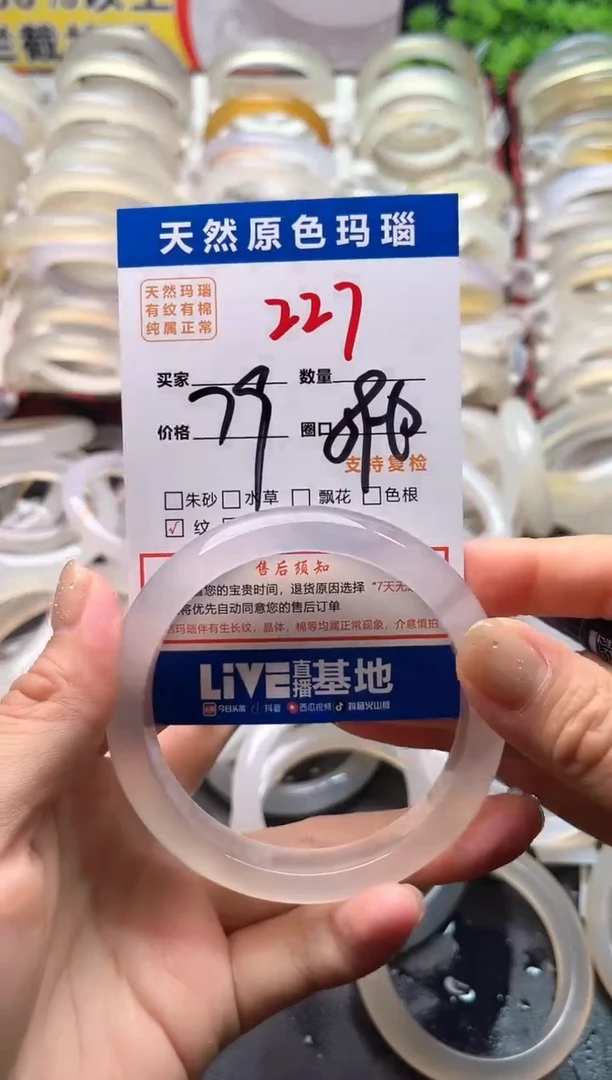 天然原色玛瑙
天然玛瑙
有纹有棉
纯属正常
227
买家 数量
价格 79 圈口
支持复检
朱砂 水草 飘花 色根
√ 纹
售后须知
您的宝贵时间，退货原因选择“7天无
将优先自动同意您的售后订单
玛瑙伴有生长纹，晶体，棉等均属正常现象，介意慎拍
LiVE直播基地
今日头条 抖音 西瓜视频 抖音火山版